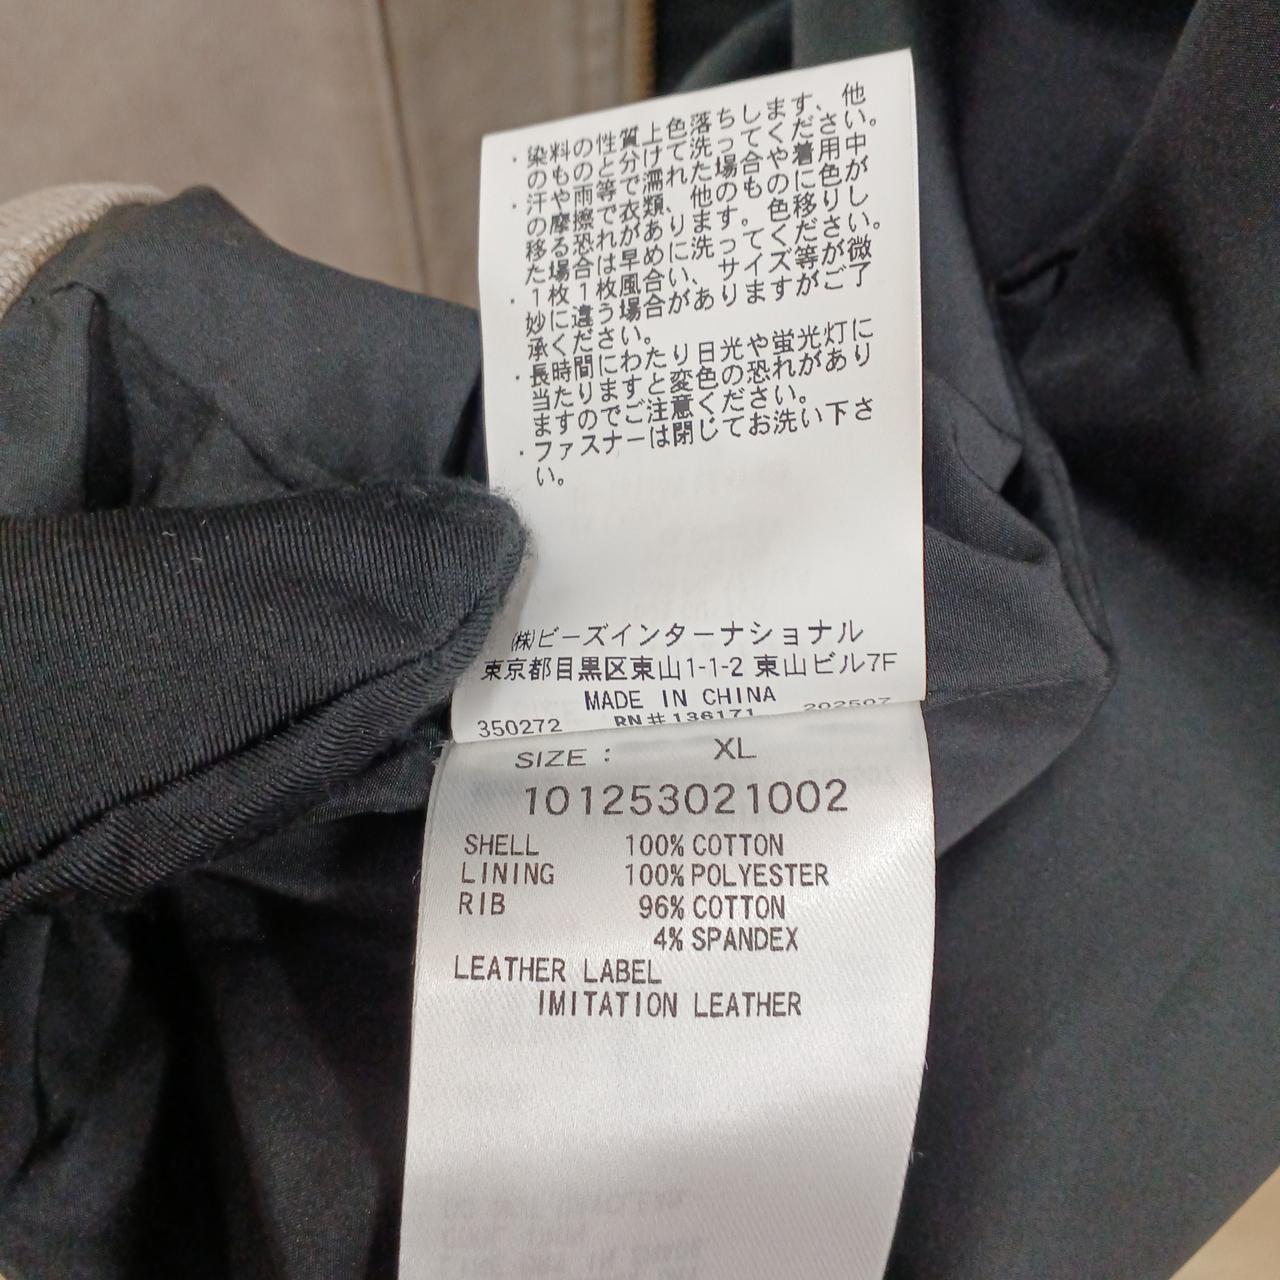 ・染料の性質上色落ちします、他
のものと分けて洗ってください。
・汗や雨等で濡れた場合や着用中
の摩擦で衣類、他のものに色が
移る恐れがあります。色移りし
た場合は早めに洗ってください。
・1枚1枚風合い、サイズ等が微
妙に違う場合がありますがご了
承ください。
・長時間にわたり日光や蛍光灯に
当たりますと変色の恐れがあり
ますのでご注意ください。
・ファスナーは閉じてお洗い下さ
い。
㈱ビーズインターナショナル
東京都目黒区東山1-1-2 東山ビル7F
MADE IN CHINA
350272 RN#136171 202507
SIZE : XL
101253021002
SHELL 100% COTTON
LINING 100% POLYESTER
RIB 96% COTTON
4% SPANDEX
LEATHER LABEL
IMITATION LEATHER